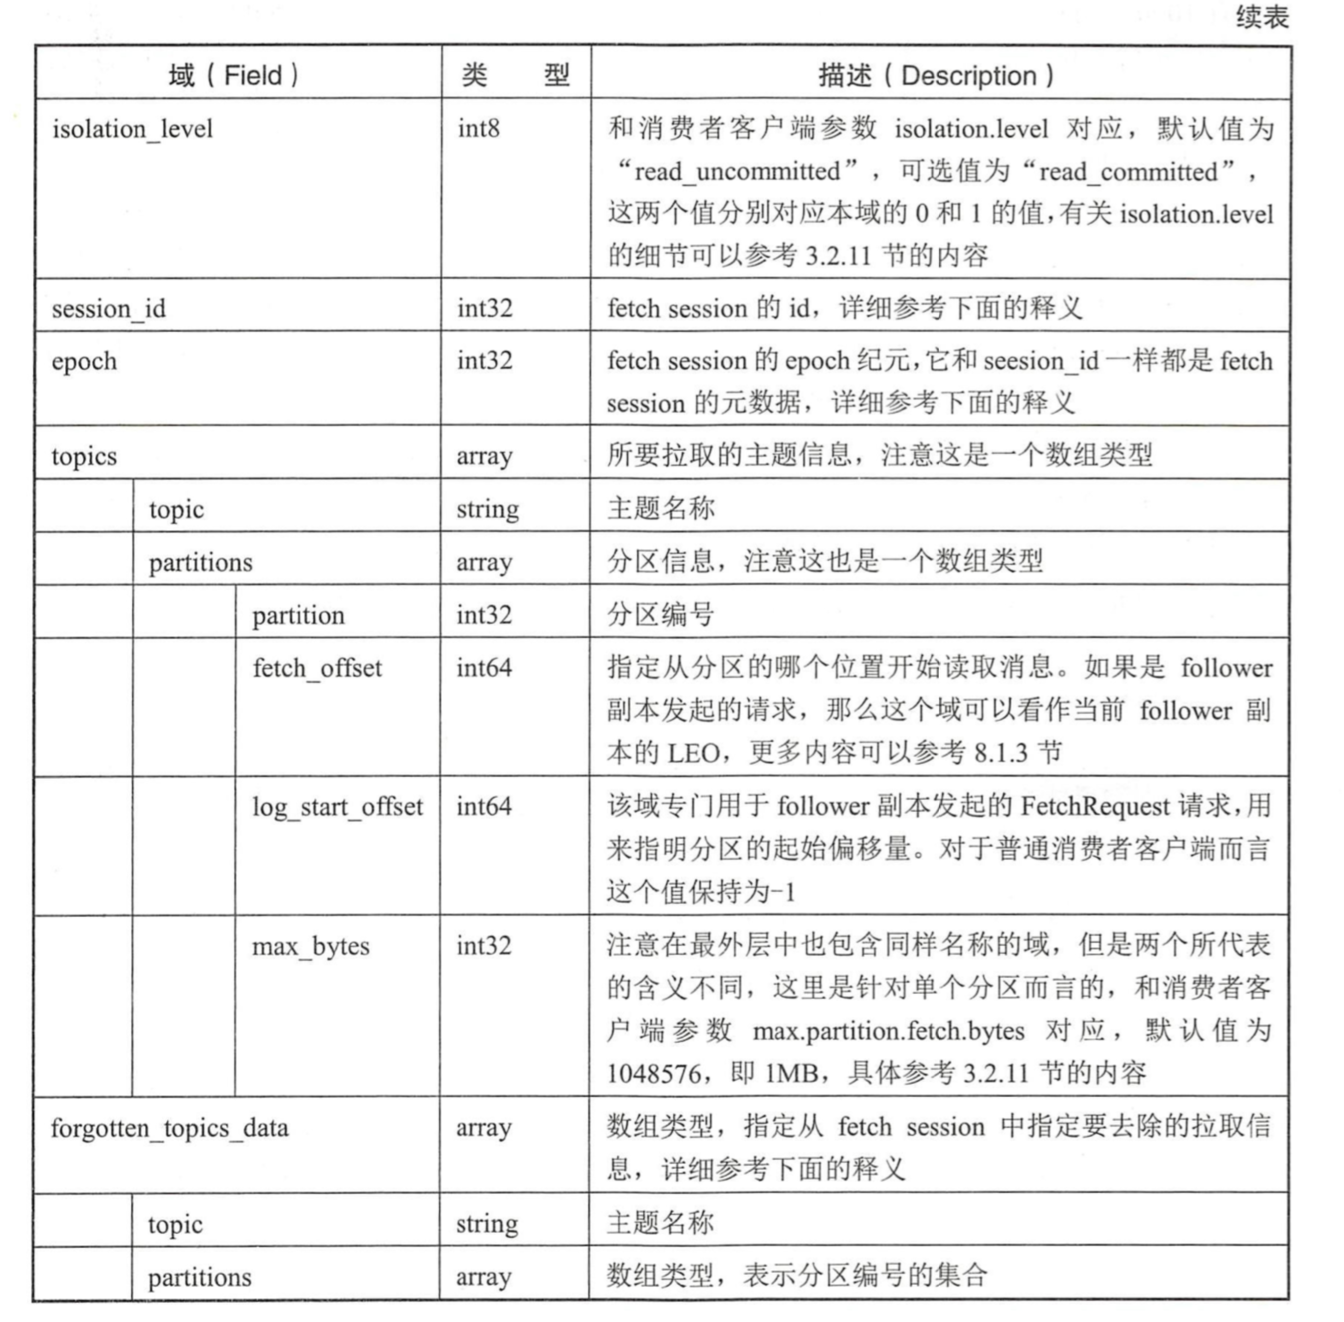 续表
域（Field） 类 型 描述（Description）
isolation_level int8 和消费者客户端参数 isolation.level 对应，默认值为
“read_uncommitted”，可选值为“read_committed”，
这两个值分别对应本域的 0 和 1 的值，有关 isolation.level
的细节可以参考 3.2.11 节的内容
session_id int32 fetch session 的 id，详细参考下面的释义
epoch int32 fetch session 的 epoch 纪元，它和 seesion_id 一样都是 fetch
session 的元数据，详细参考下面的释义
topics array 所要拉取的主题信息，注意这是一个数组类型
topic string 主题名称
partitions array 分区信息，注意这也是一个数组类型
partition int32 分区编号
fetch_offset int64 指定从分区的哪个位置开始读取消息。如果是 follower
副本发起的请求，那么这个域可以看作当前 follower 副
本的 LEO，更多内容可以参考 8.1.3 节
log_start_offset int64 该域专门用于 follower 副本发起的 FetchRequest 请求，用
来指明分区的起始偏移量。对于普通消费者客户端而言
这个值保持为-1
max_bytes int32 注意在最外层中也包含同样名称的域，但是两个所代表
的含义不同，这里是针对单个分区而言的，和消费者客
户端参数 max.partition.fetch.bytes 对应，默认值为
1048576，即 1MB，具体参考 3.2.11 节的内容
forgotten_topics_data array 数组类型，指定从 fetch session 中指定要去除的拉取信
息，详细参考下面的释义
topic string 主题名称
partitions array 数组类型，表示分区编号的集合